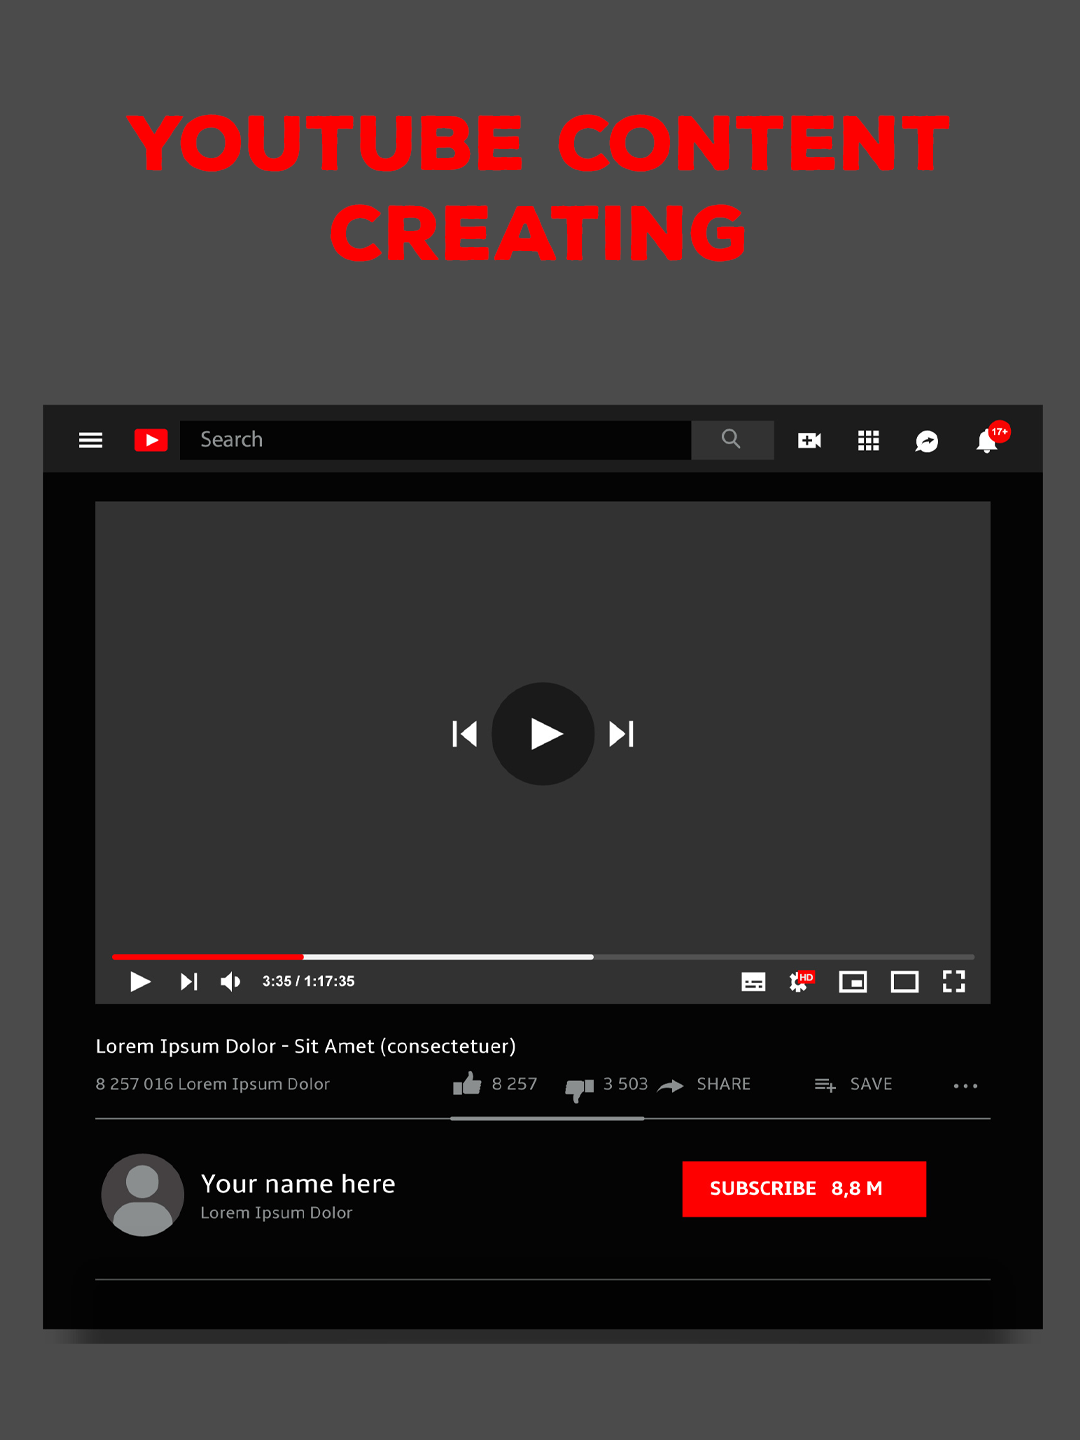 YOUTUBE CONTENT
CREATING
Search
17+
3:35 / 1:17:35
HD
Lorem Ipsum Dolor - Sit Amet (consectetuer)
8 257 016 Lorem Ipsum Dolor 8 257 3 503 SHARE SAVE
Your name here
Lorem Ipsum Dolor
SUBSCRIBE 8,8 M